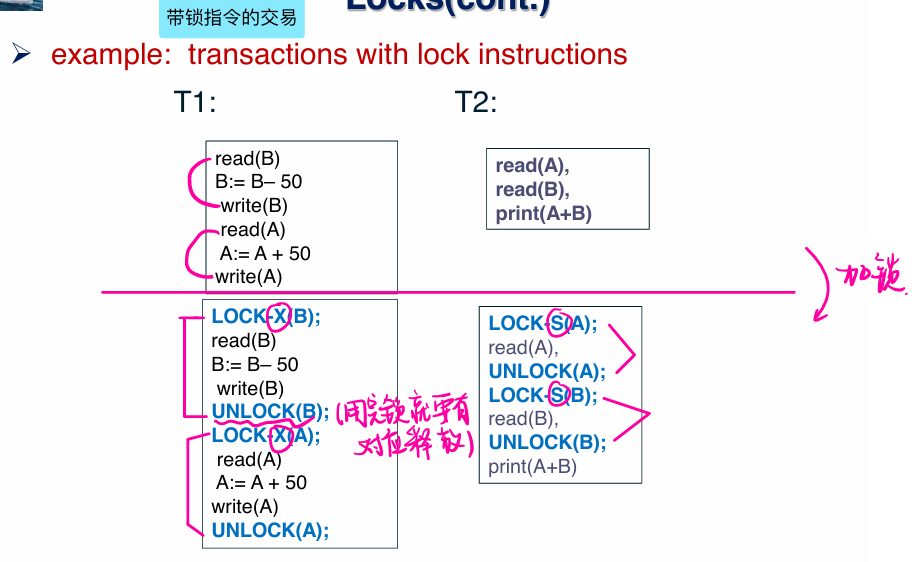 Locks(cont.)
带锁指令的交易
example: transactions with lock instructions
T1:
T2:
read(B)
B:= B– 50
write(B)
read(A)
A:= A + 50
write(A)
read(A),
read(B),
print(A+B)
加锁
LOCK-X(B);
read(B)
B:= B– 50
write(B)
UNLOCK(B);
LOCK-X(A);
read(A)
A:= A + 50
write(A)
UNLOCK(A);
(用完锁就要有
对应释放)
LOCK-S(A);
read(A),
UNLOCK(A);
LOCK-S(B);
read(B),
UNLOCK(B);
print(A+B)